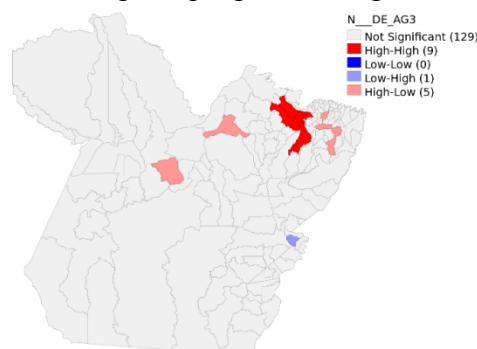 N___DE_AG3
Not Significant (129)
High-High (9)
Low-Low (0)
Low-High (1)
High-Low (5)